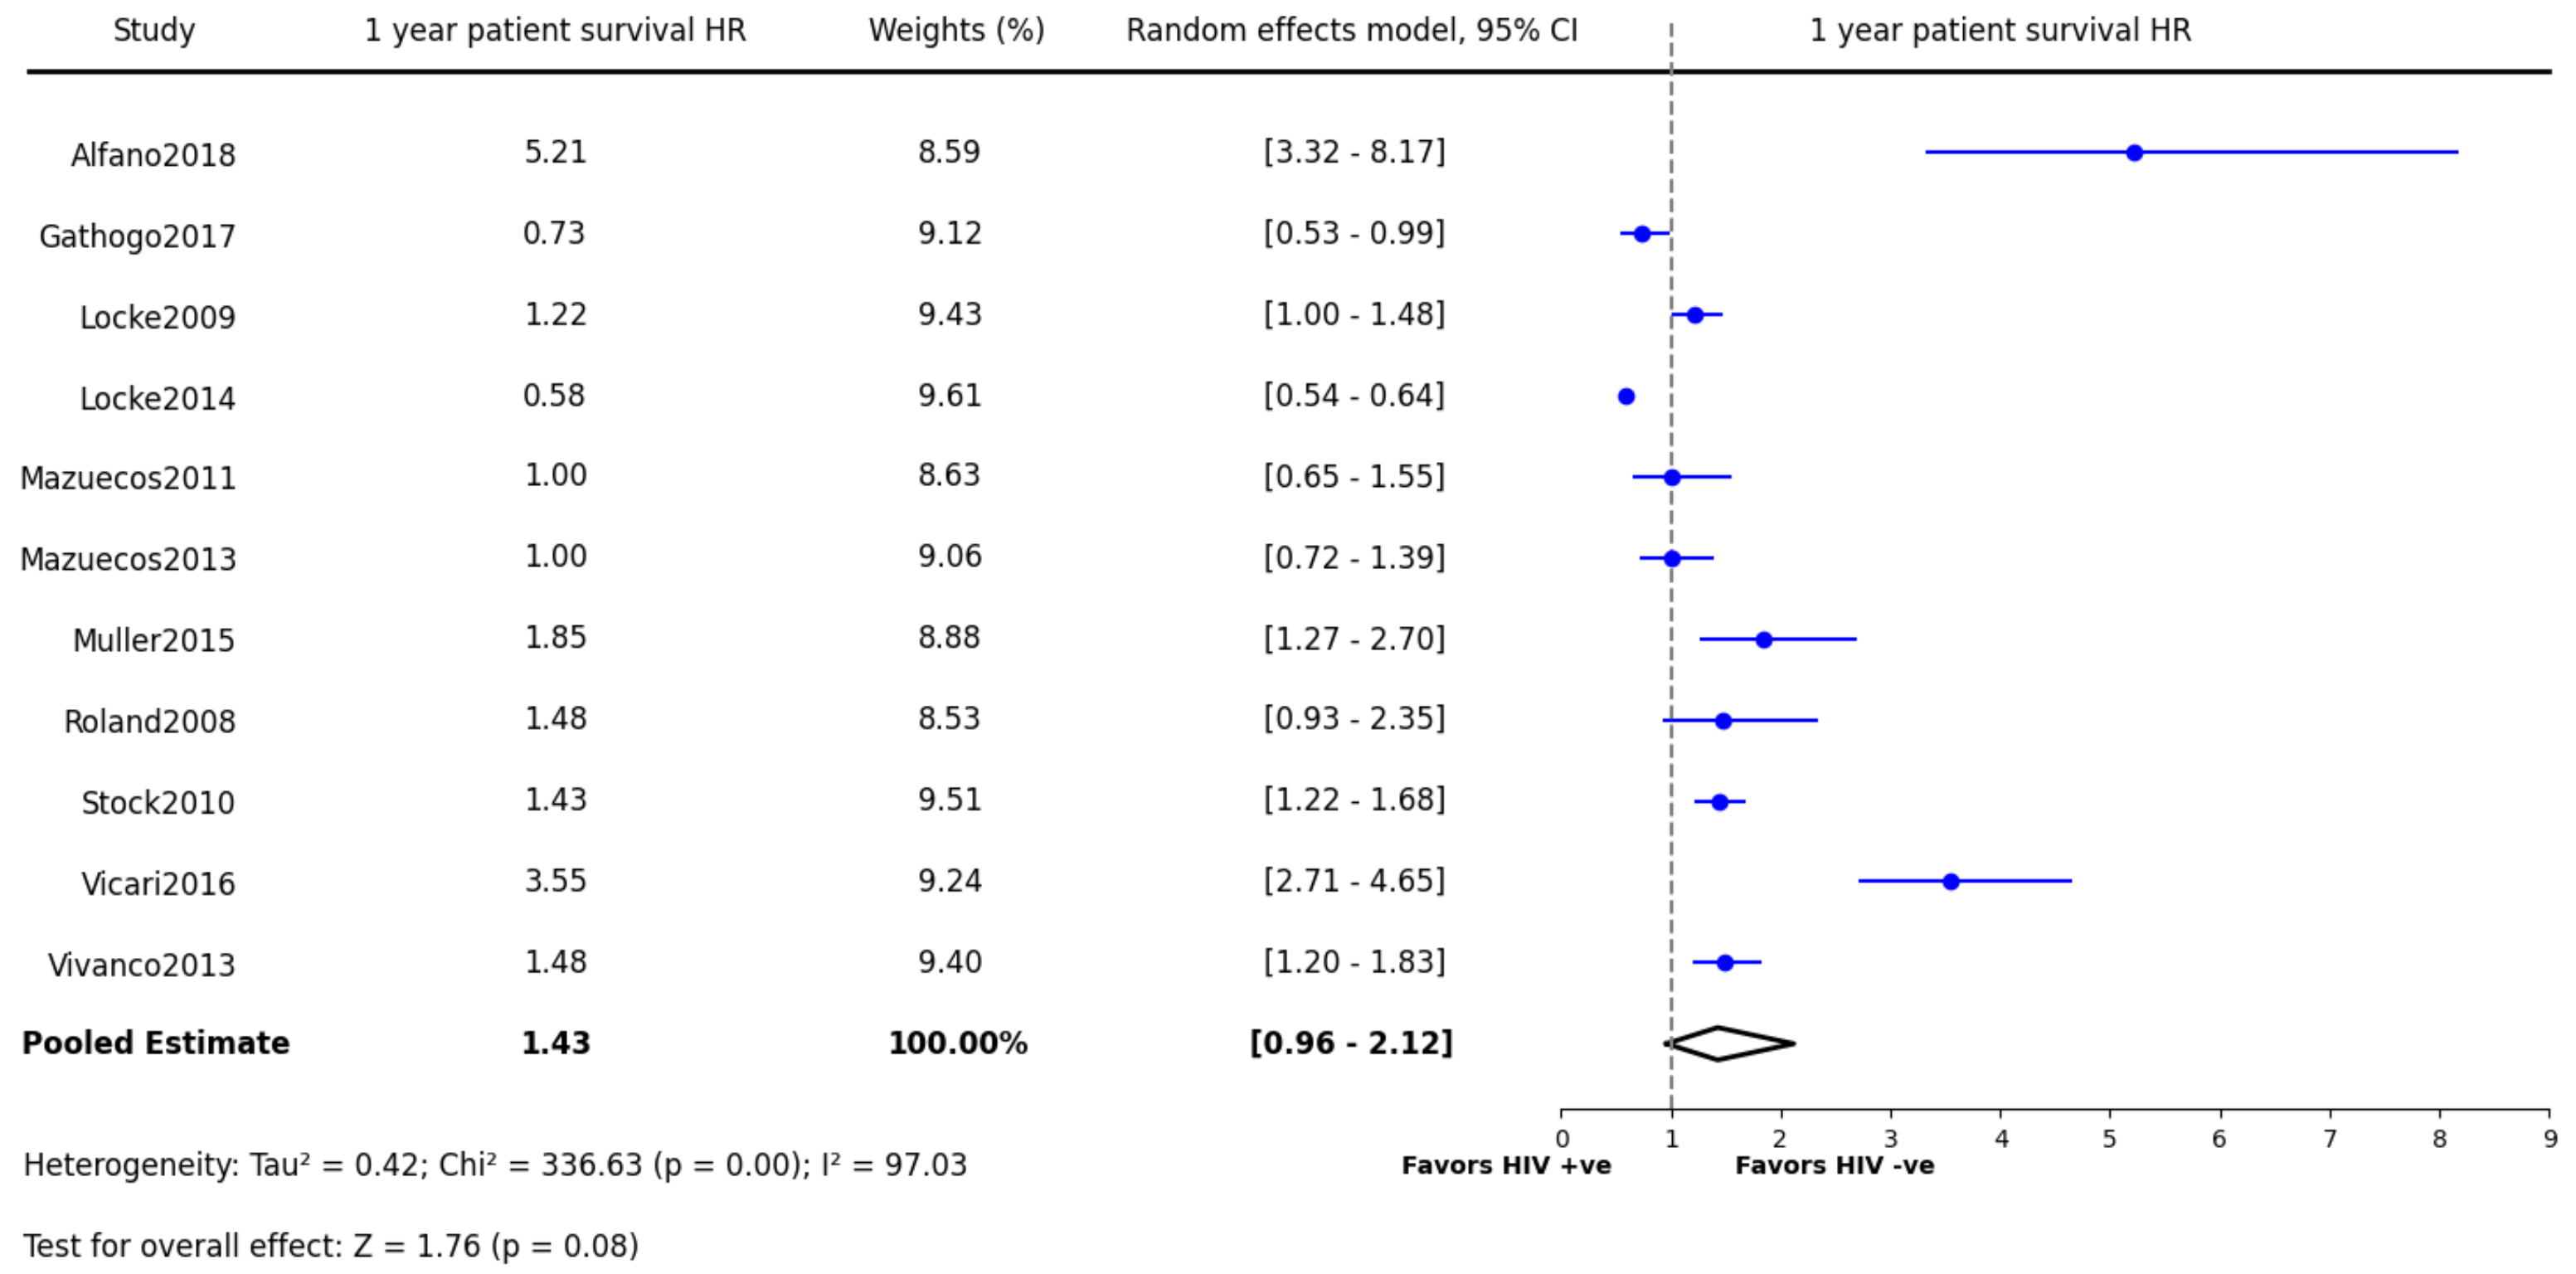 Study 1 year patient survival HR Weights (%) Random effects model, 95% CI 1 year patient survival HR
Alfano2018 5.21 8.59 [3.32 - 8.17]
Gathogo2017 0.73 9.12 [0.53 - 0.99]
Locke2009 1.22 9.43 [1.00 - 1.48]
Locke2014 0.58 9.61 [0.54 - 0.64]
Mazuecos2011 1.00 8.63 [0.65 - 1.55]
Mazuecos2013 1.00 9.06 [0.72 - 1.39]
Muller2015 1.85 8.88 [1.27 - 2.70]
Roland2008 1.48 8.53 [0.93 - 2.35]
Stock2010 1.43 9.51 [1.22 - 1.68]
Vicari2016 3.55 9.24 [2.71 - 4.65]
Vivanco2013 1.48 9.40 [1.20 - 1.83]
Pooled Estimate 1.43 100.00% [0.96 - 2.12]
0 1 2 3 4 5 6 7 8 9
Heterogeneity: Tau² = 0.42; Chi² = 336.63 (p = 0.00); I² = 97.03 Favors HIV +ve Favors HIV -ve
Test for overall effect: Z = 1.76 (p = 0.08)